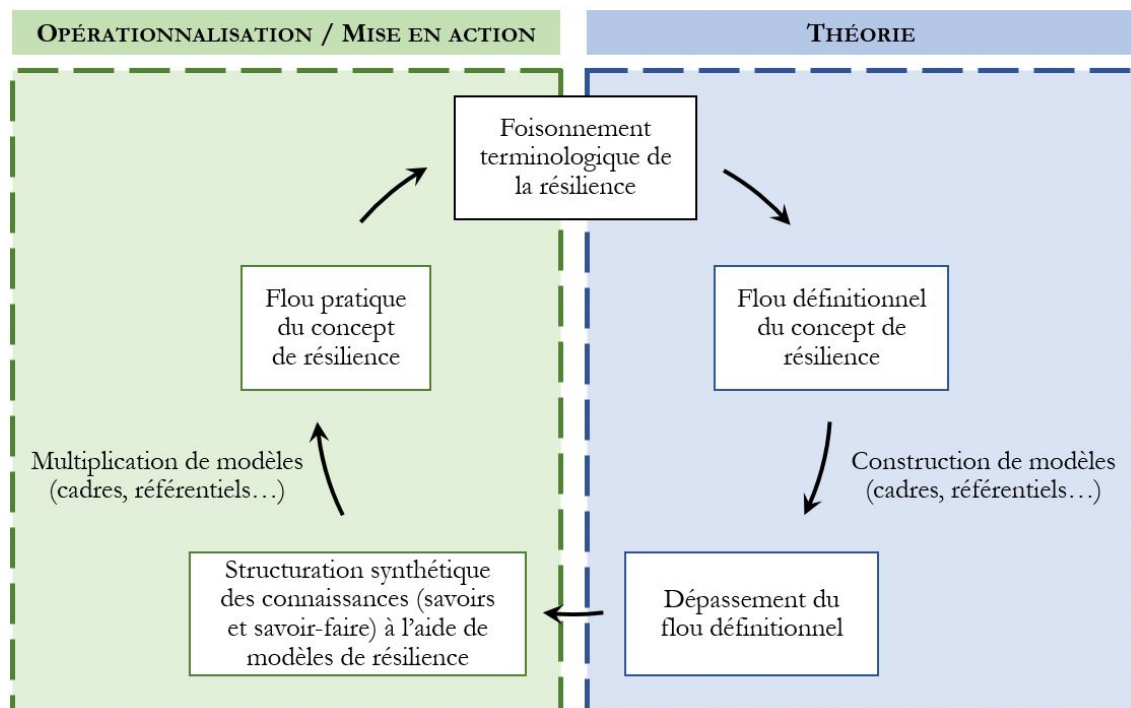 OPÉRATIONNALISATION / MISE EN ACTION
THÉORIE
Foisonnement
terminologique de
la résilience
Flou pratique
du concept
de résilience
Flou définitionnel
du concept de
résilience
Multiplication de modèles
(cadres, référentiels…)
Construction de modèles
(cadres, référentiels…)
Structuration synthétique
des connaissances (savoirs
et savoir-faire) à l’aide de
modèles de résilience
Dépassement du
flou définitionnel